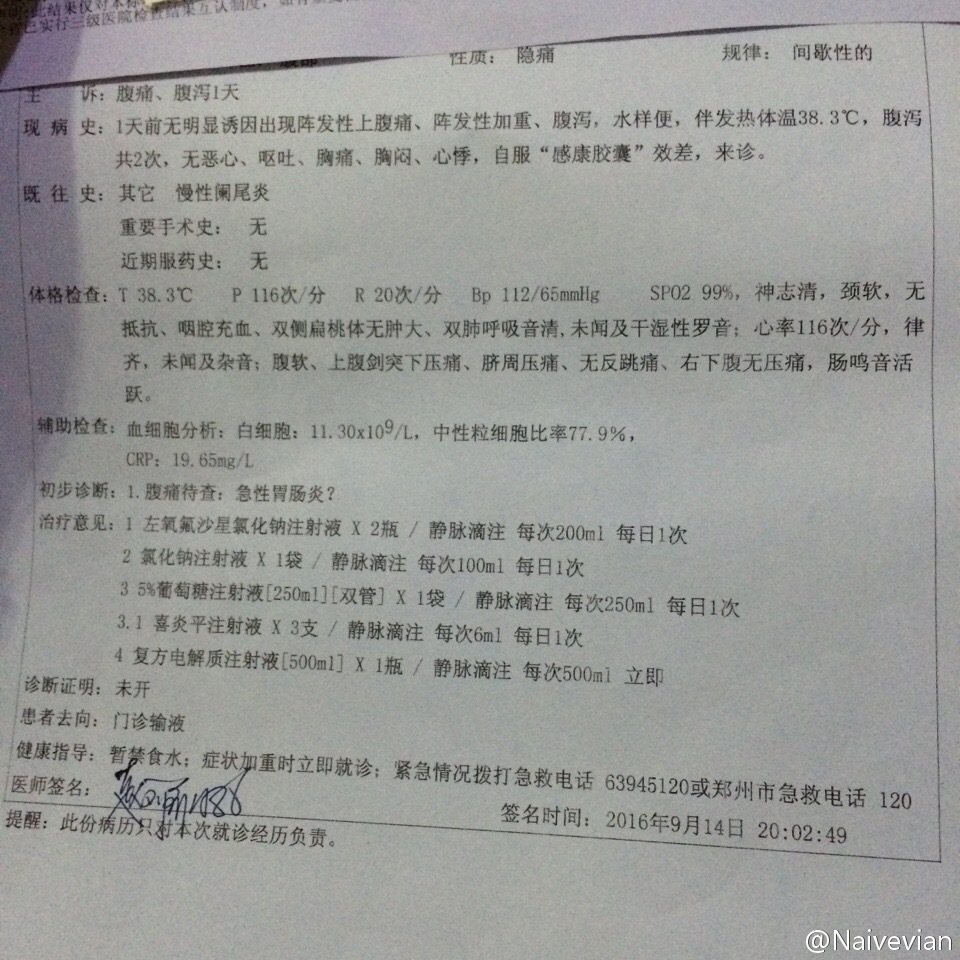 此结果仅对本标
已实行三级医院检查结果互认制度，如有
性质： 隐痛 规律： 间歇性的
主 诉：腹痛、腹泻1天
现 病 史：1天前无明显诱因出现阵发性上腹痛、阵发性加重、腹泻，水样便，伴发热体温38.3℃，腹泻
共2次，无恶心、呕吐、胸痛、胸闷、心悸，自服“感康胶囊”效差，来诊。
既 往 史：其它 慢性阑尾炎
重要手术史： 无
近期服药史： 无
体格检查：T 38.3℃ P 116次/分 R 20次/分 Bp 112/65mmHg SPO2 99%，神志清，颈软，无
抵抗、咽腔充血、双侧扁桃体无肿大、双肺呼吸音清,未闻及干湿性罗音；心率116次/分，律
齐，未闻及杂音；腹软、上腹剑突下压痛、脐周压痛、无反跳痛、右下腹无压痛，肠鸣音活
跃。
辅助检查：血细胞分析：白细胞：11.30x10⁹/L，中性粒细胞比率77.9%，
CRP：19.65mg/L
初步诊断：1.腹痛待查：急性胃肠炎？
治疗意见：1 左氧氟沙星氯化钠注射液 X 2瓶 / 静脉滴注 每次200ml 每日1次
2 氯化钠注射液 X 1袋 / 静脉滴注 每次100ml 每日1次
3 5%葡萄糖注射液[250ml][双管] X 1袋 / 静脉滴注 每次250ml 每日1次
3.1 喜炎平注射液 X 3支 / 静脉滴注 每次6ml 每日1次
4 复方电解质注射液[500ml] X 1瓶 / 静脉滴注 每次500ml 立即
诊断证明：未开
患者去向：门诊输液
健康指导：暂禁食水；症状加重时立即就诊；紧急情况拨打急救电话 63945120或郑州市急救电话 120
医师签名：
签名时间：2016年9月14日 20:02:49
提醒：此份病历只对本次就诊经历负责。
@Naivevian